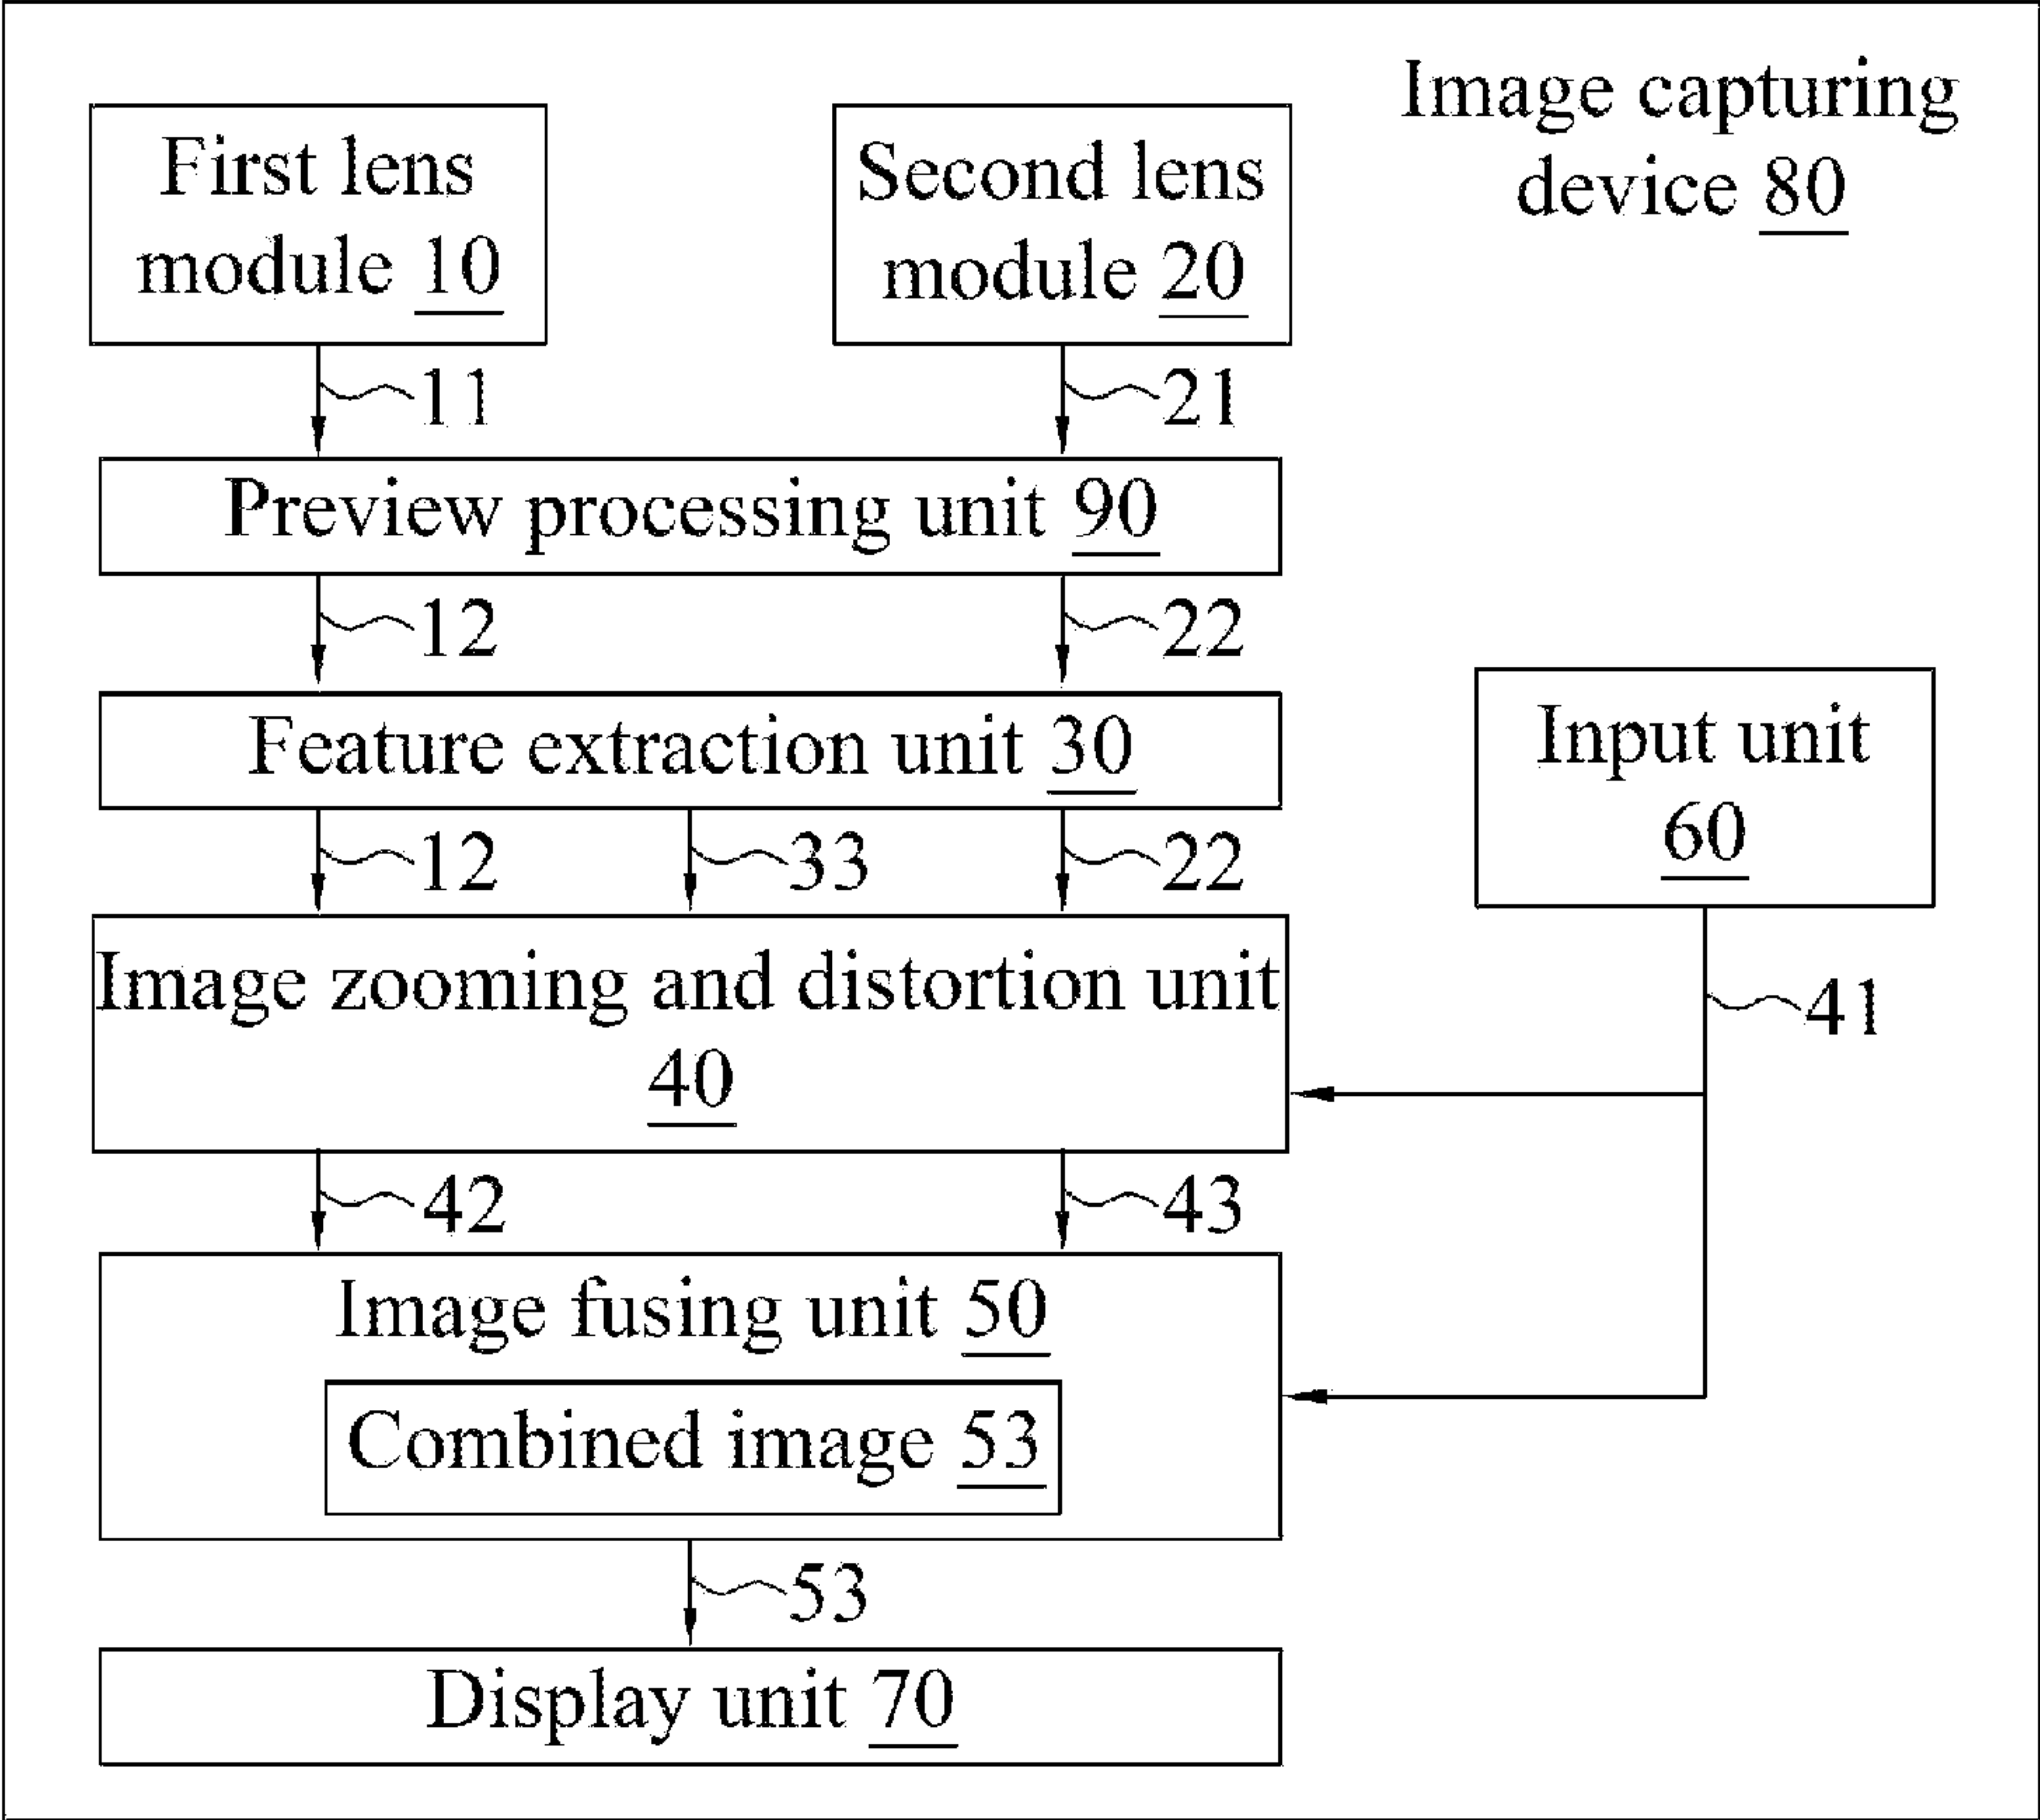 Image capturing
device 80
First lens
module 10
Second lens
module 20
11
21
Preview processing unit 90
12
22
Feature extraction unit 30
Input unit
60
12
33
22
Image zooming and distortion unit
40
41
42
43
Image fusing unit 50
Combined image 53
53
Display unit 70